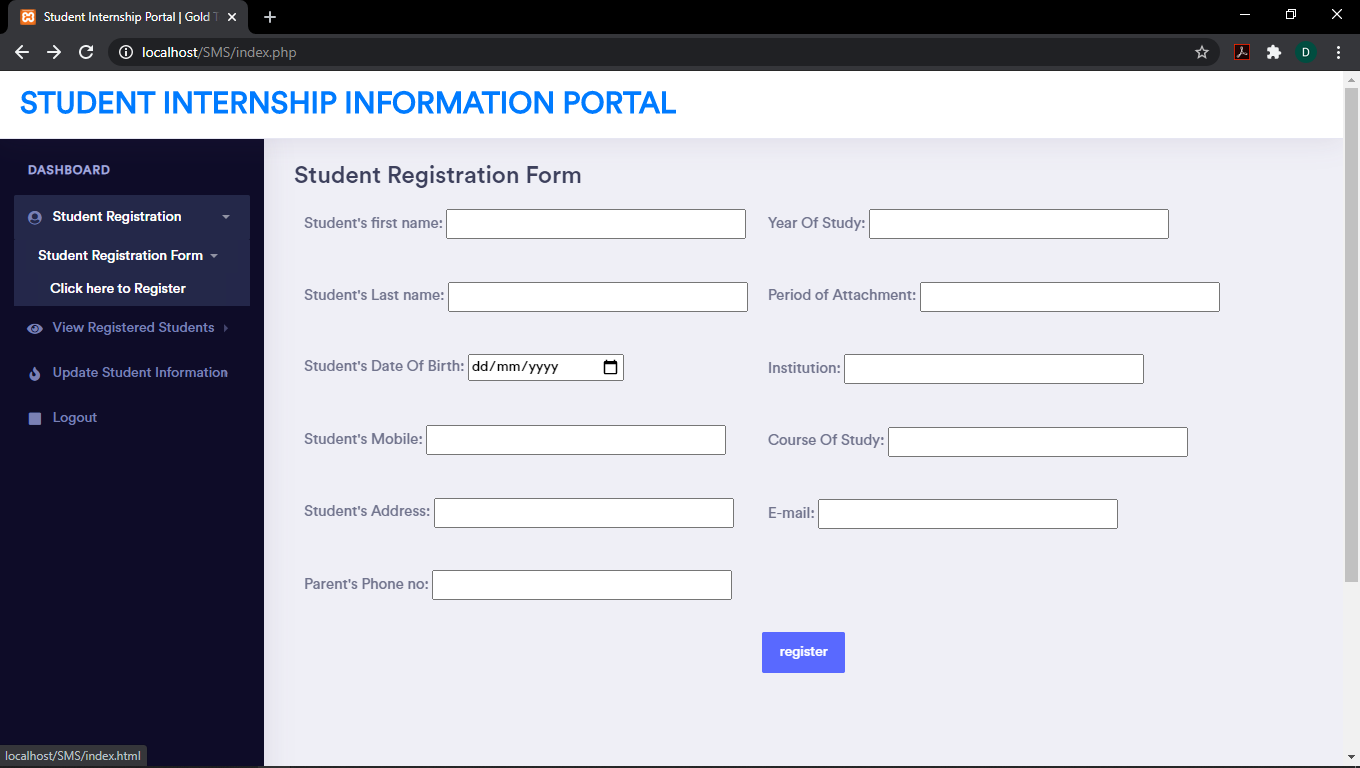 Student Internship Portal | Gold T
localhost/SMS/index.php
D
STUDENT INTERNSHIP INFORMATION PORTAL
DASHBOARD
Student Registration
Student Registration Form
Click here to Register
View Registered Students
Update Student Information
Logout
Student Registration Form
Student's first name:
Year Of Study:
Student's Last name:
Period of Attachment:
Student's Date Of Birth: dd/mm/yyyy
Institution:
Student's Mobile:
Course Of Study:
Student's Address:
E-mail:
Parent's Phone no:
register
localhost/SMS/index.html